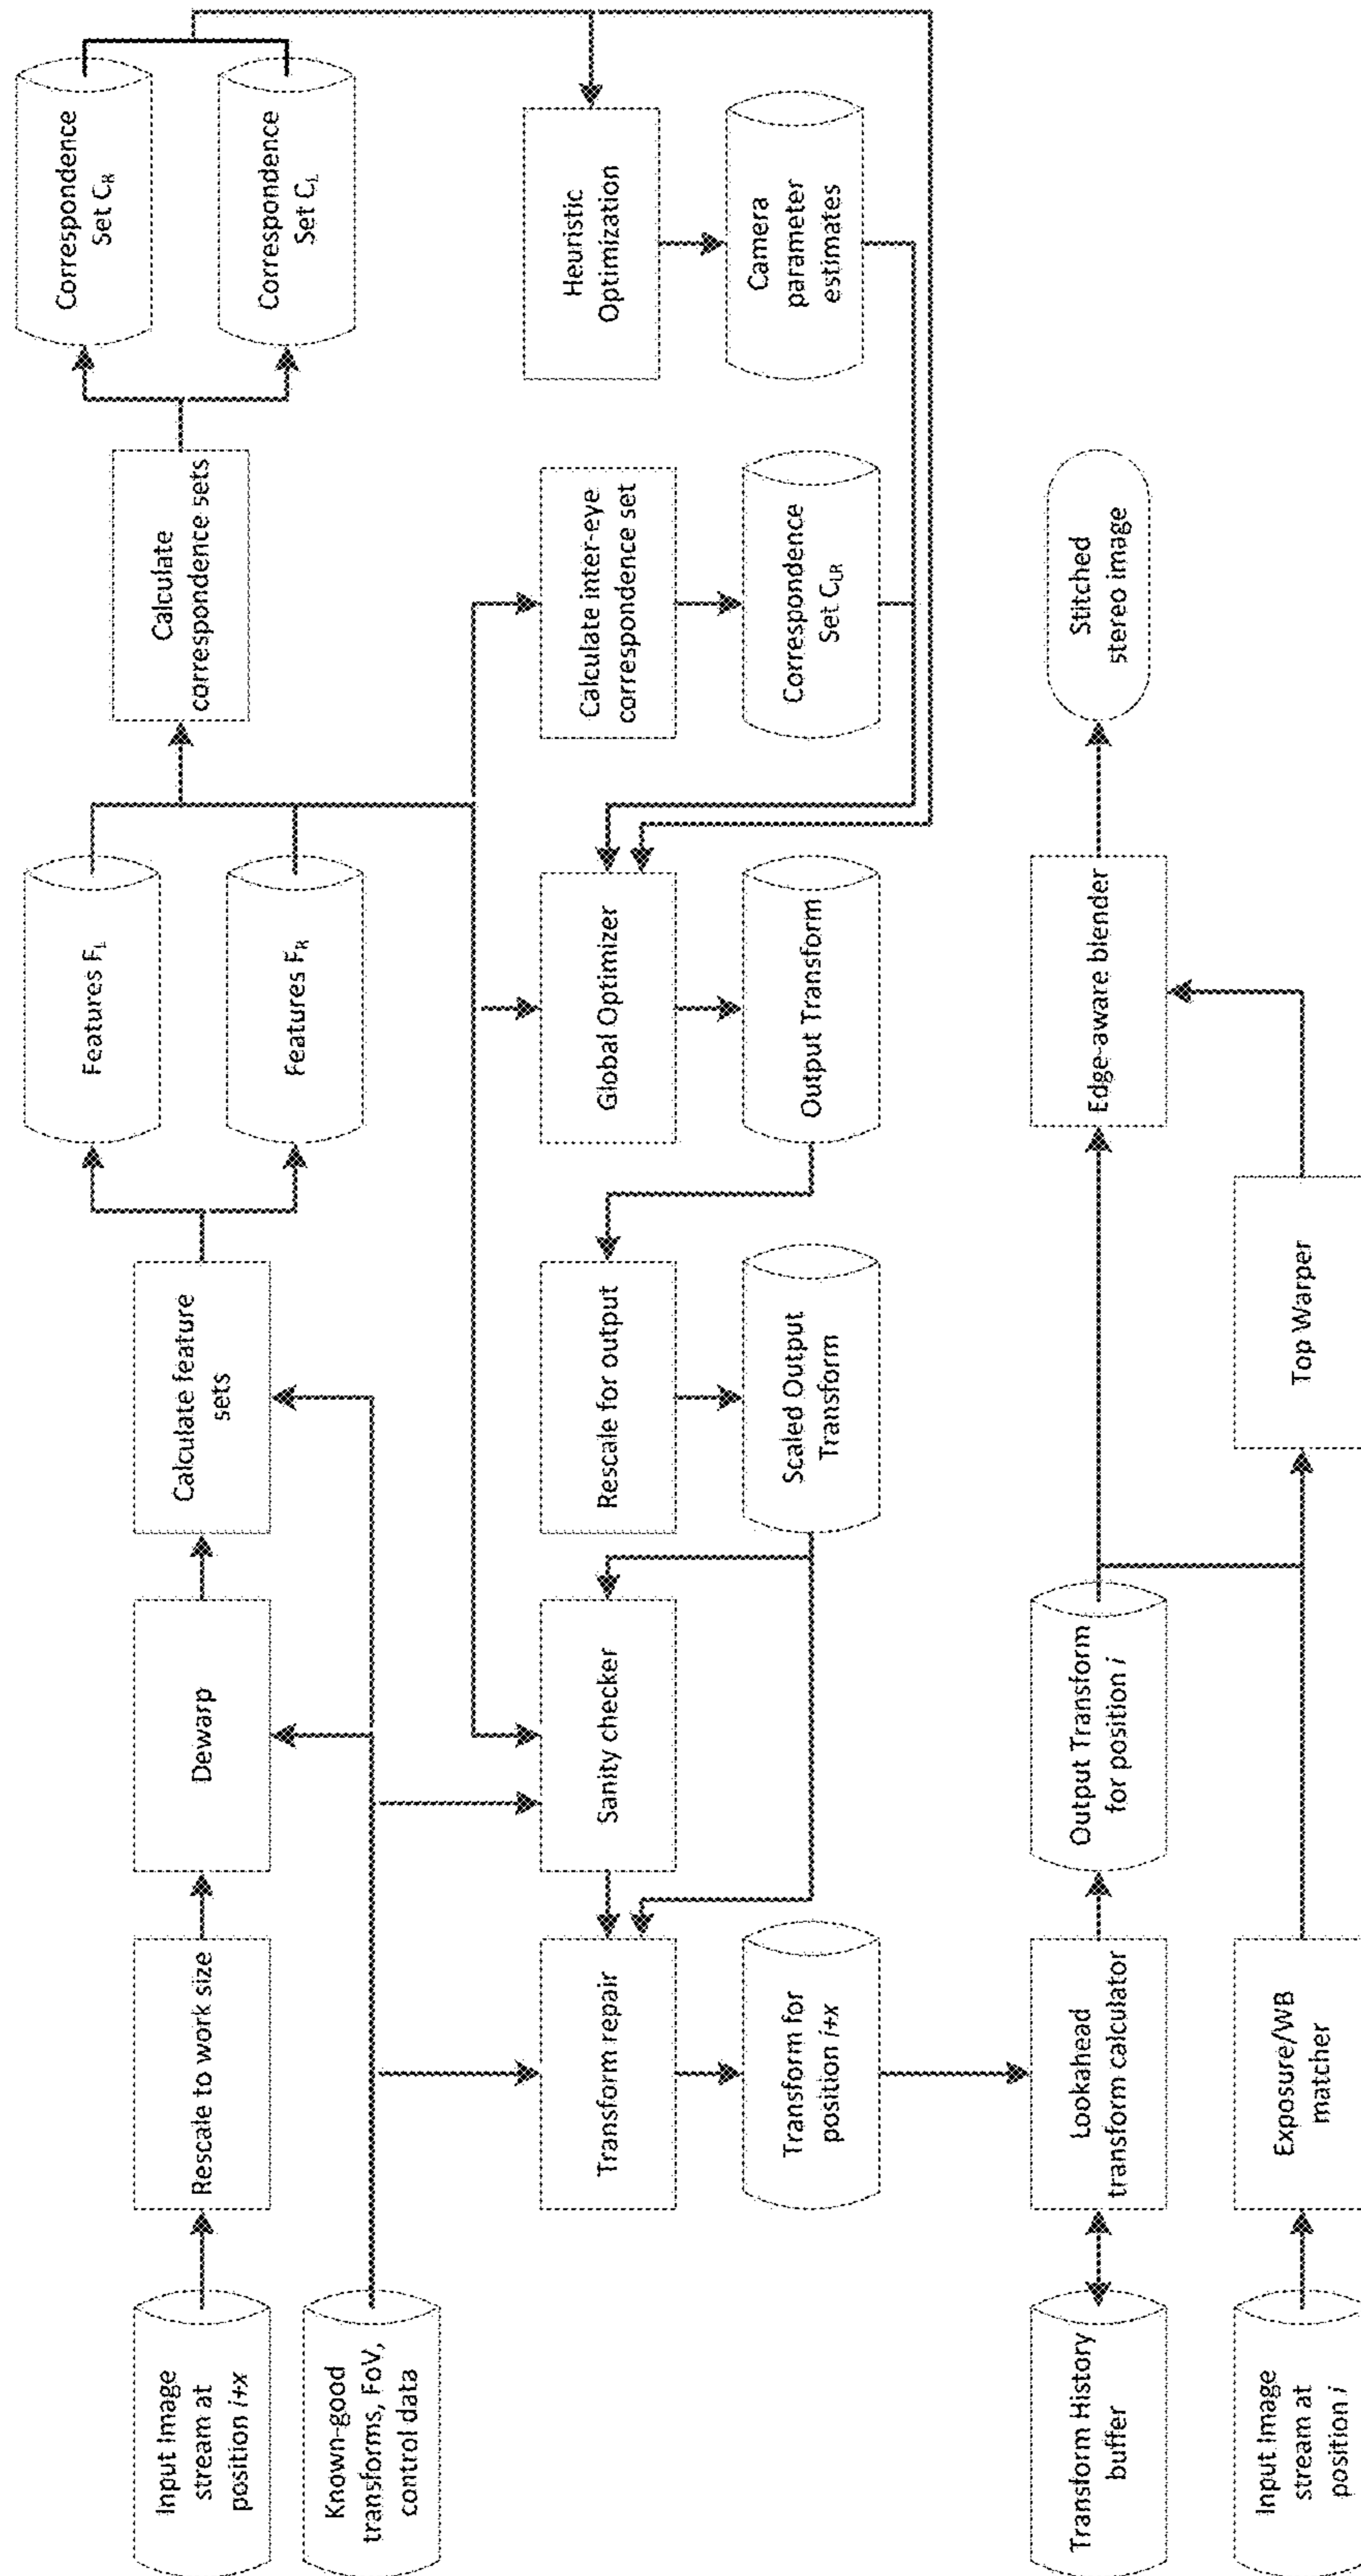 Input image
stream at
position i+x
Rescale to work size
Dewarp
Calculate feature
sets
Features FL
Features FR
Calculate
correspondence sets
Correspondence
Set CR
Correspondence
Set CL
Known-good
transforms, FoV,
control data
Transform repair
Sanity checker
Rescale for output
Global Optimizer
Calculate inter-eye
correspondence set
Heuristic
Optimization
Transform for
position i+x
Scaled Output
Transform
Output Transform
Correspondence
Set CLR
Camera
parameter
estimates
Transform History
buffer
Lookahead
transform calculator
Output Transform
for position i
Edge-aware blender
Stitched
stereo image
Input image
stream at
position i
Exposure/WB
matcher
Top Warper